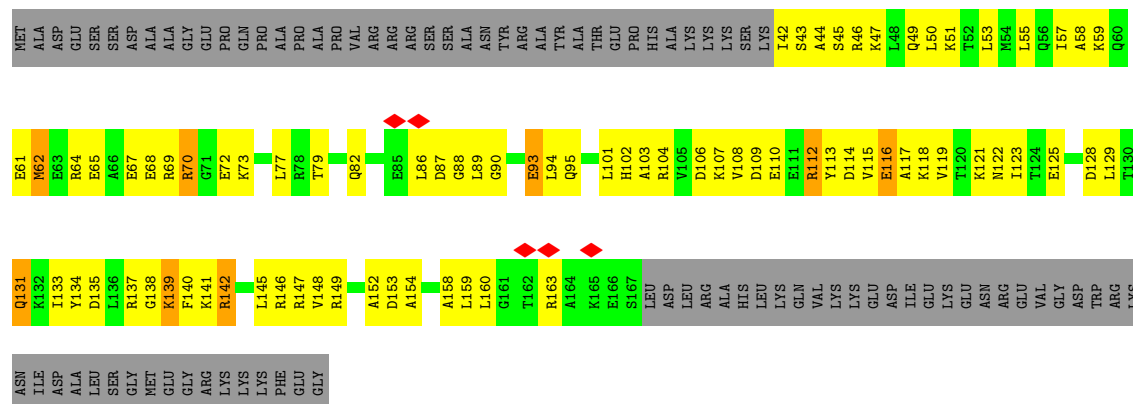 MET ALA ASP GLU SER SER ASP ALA ALA GLY GLU PRO GLN PRO ALA PRO ALA PRO VAL ARG ARG ARG SER SER ALA ASN TYR ARG ALA TYR ALA THR GLU PRO HIS ALA LYS LYS LYS SER LYS I42 S43 A44 S45 R46 K47 L48 Q49 L50 K51 T52 L53 M54 L55 Q56 I57 A58 K59 Q60
E61 M62 E63 R64 E65 A66 E67 E68 R69 R70 G71 E72 K73 L77 R78 T79 Q82 E85 L86 D87 G88 L89 G90 E93 L94 Q95 L101 H102 A103 R104 V105 D106 K107 V108 D109 E110 E111 R112 Y113 D114 V115 E116 A117 K118 V119 T120 K121 N122 I123 T124 E125 D128 L129 T130
Q131 K132 I133 Y134 D135 L136 R137 G138 K139 F140 K141 R142 L145 R146 R147 V148 R149 A152 D153 A154 A158 L159 L160 G161 T162 R163 A164 K165 E166 S167 LEU ASP LEU ARG ALA HIS LEU LYS GLN VAL LYS LYS GLU ASP ILE GLU LYS GLU ASN ARG GLU VAL GLY ASP TRP ARG LYS
ASN ILE ASP ALA LEU SER GLY MET GLU GLY ARG LYS LYS LYS PHE GLU GLY